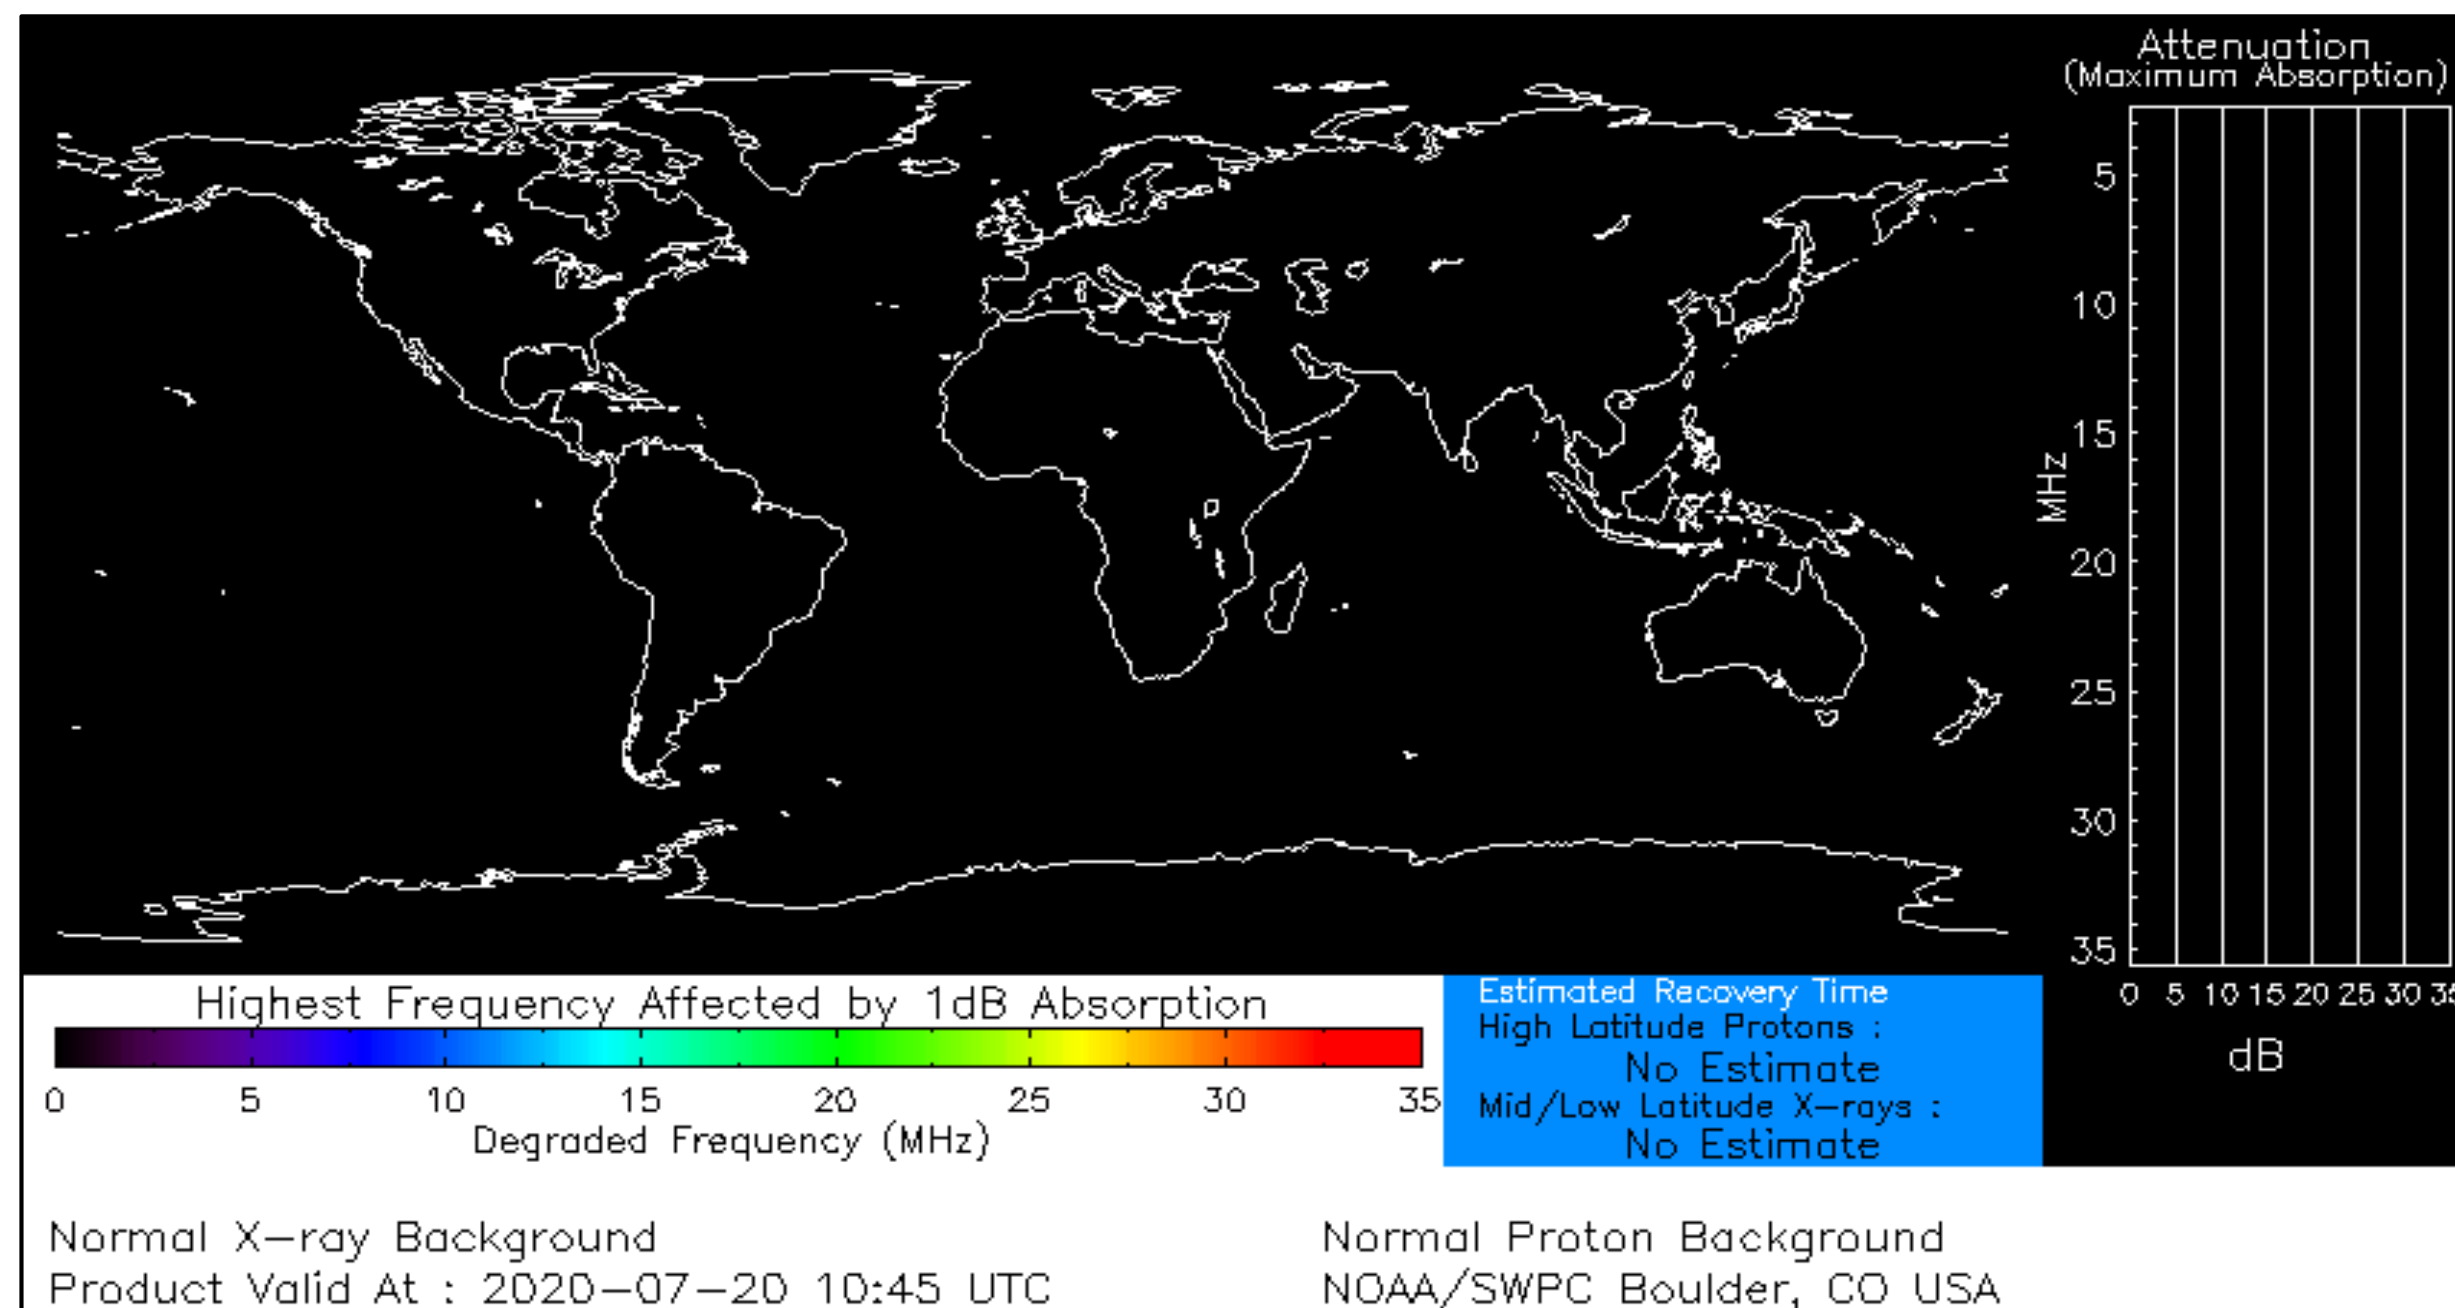 Attenuation
(Maximum Absorption)
5
10
15
20
25
30
35
MHz
0 5 10 15 20 25 30 35
dB
Highest Frequency Affected by 1dB Absorption
0 5 10 15 20 25 30 35
Degraded Frequency (MHz)
Estimated Recovery Time
High Latitude Protons :
No Estimate
Mid/Low Latitude X-rays :
No Estimate
Normal X-ray Background
Product Valid At : 2020-07-20 10:45 UTC
Normal Proton Background
NOAA/SWPC Boulder, CO USA